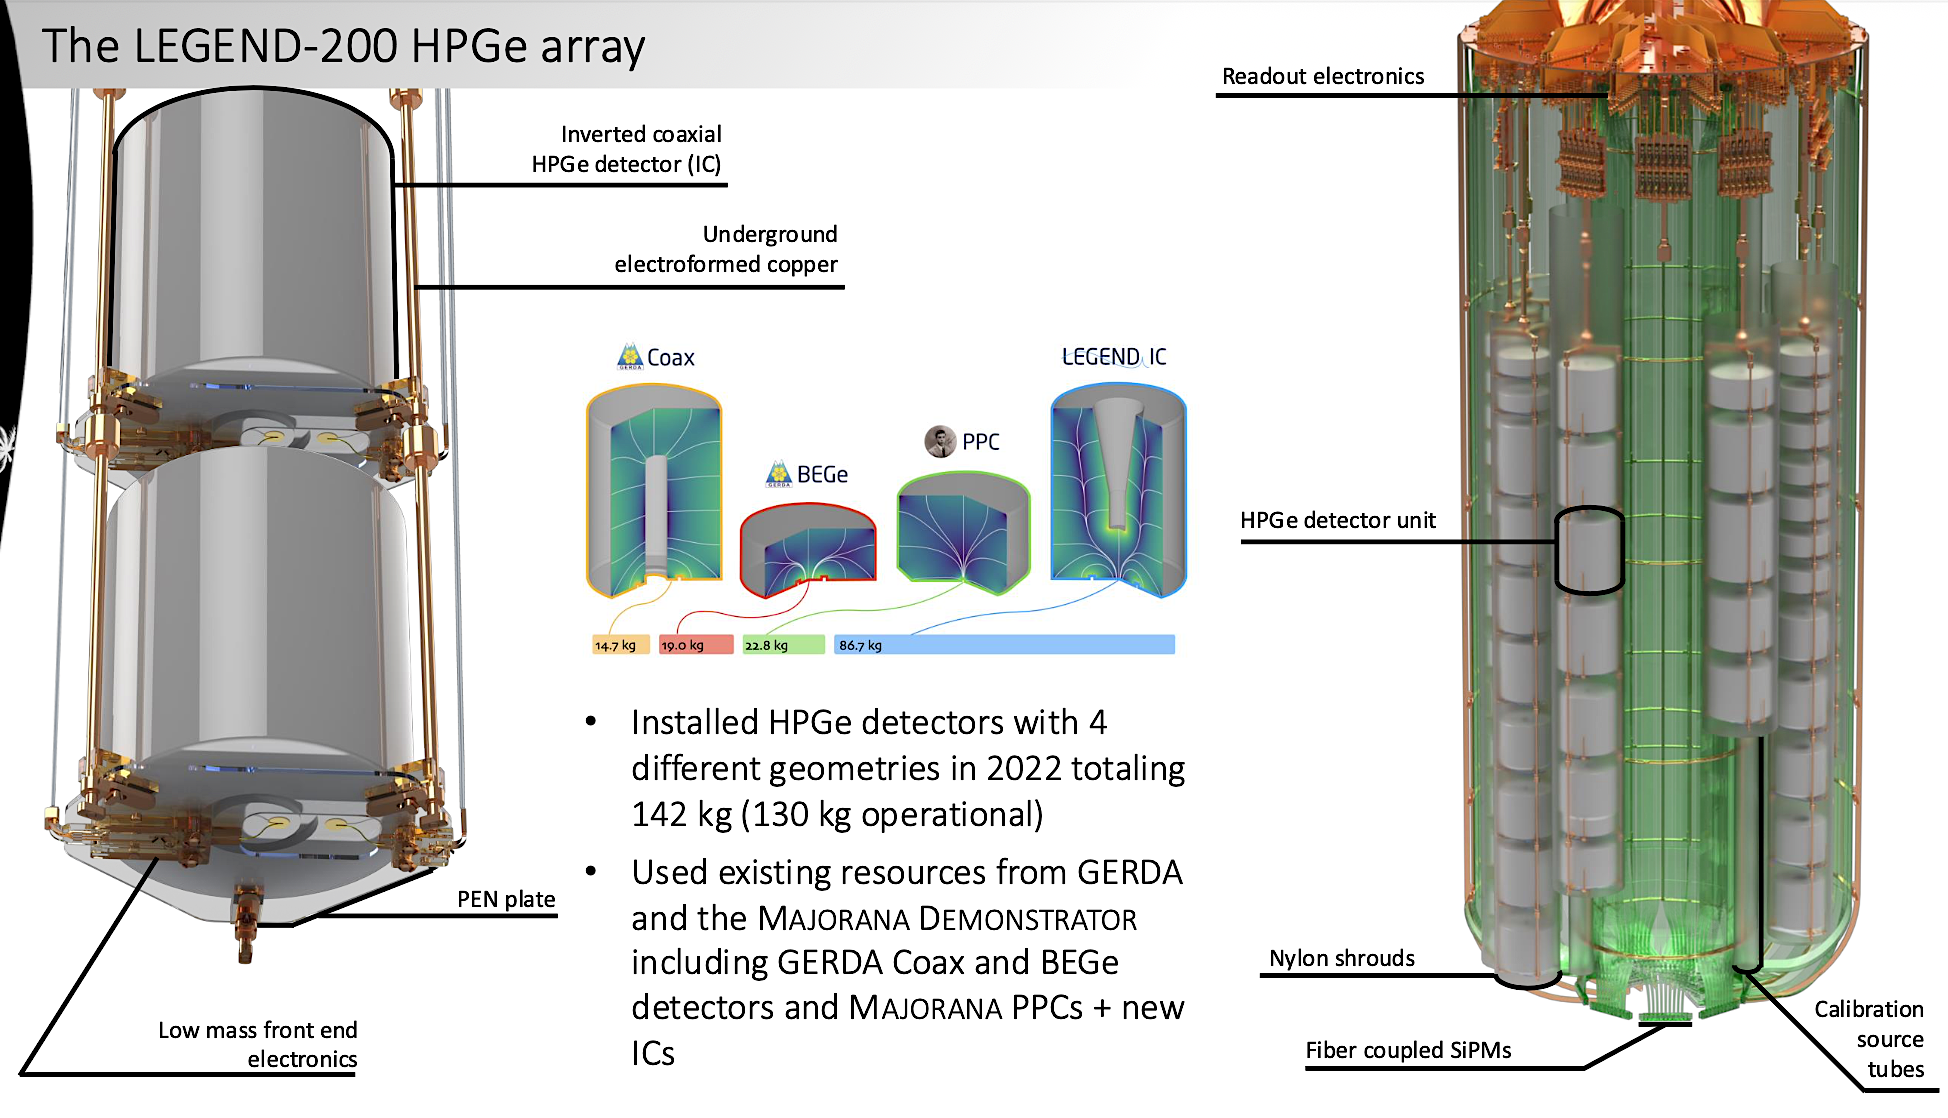 The LEGEND-200 HPGe array
Inverted coaxial
HPGe detector (IC)
Underground
electroformed copper
Coax
GERDA
BEGe
GERDA
PPC
LEGEND IC
14.7 kg
19.0 kg
22.8 kg
86.7 kg
• Installed HPGe detectors with 4
different geometries in 2022 totaling
142 kg (130 kg operational)
• Used existing resources from GERDA
and the MAJORANA DEMONSTRATOR
including GERDA Coax and BEGe
detectors and MAJORANA PPCs + new
ICs
PEN plate
Low mass front end
electronics
Readout electronics
HPGe detector unit
Nylon shrouds
Fiber coupled SiPMs
Calibration
source
tubes